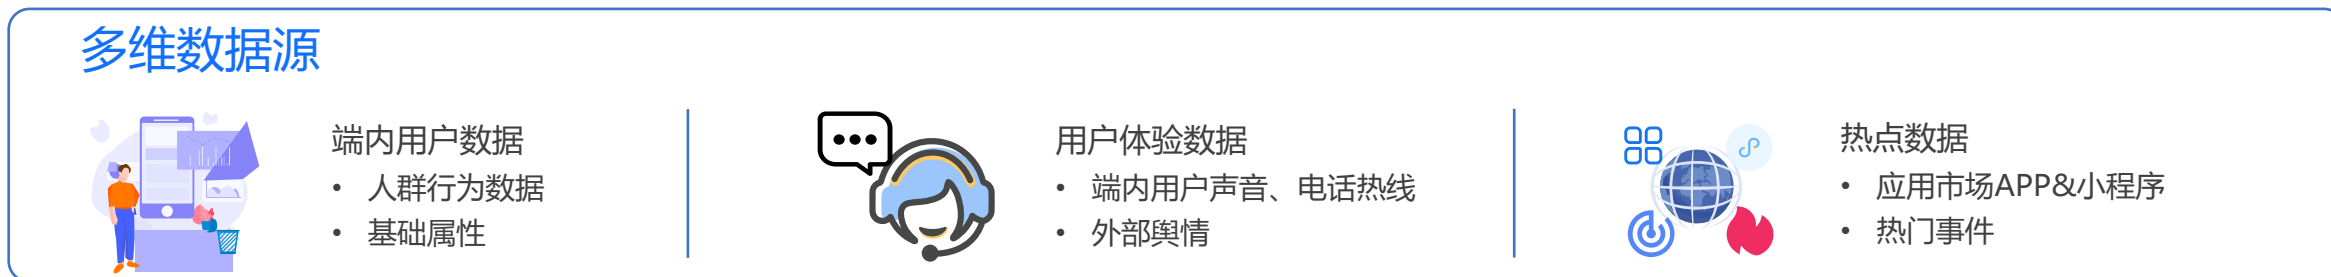 多维数据源
端内用户数据
• 人群行为数据
• 基础属性
用户体验数据
• 端内用户声音、电话热线
• 外部舆情
热点数据
• 应用市场APP&小程序
• 热门事件